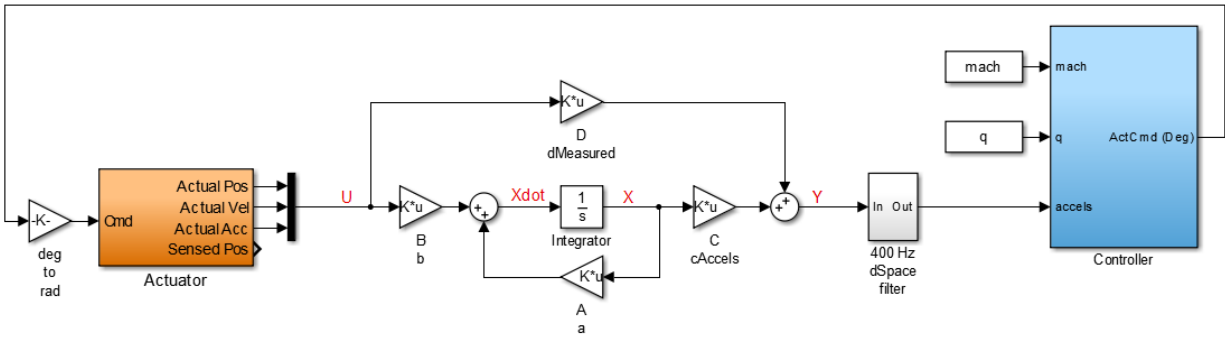 -K-
deg
to
rad
Cmd
Actual Pos
Actual Vel
Actual Acc
Sensed Pos
Actuator
U
K*u
D
dMeasured
K*u
B
b
+
+
Xdot
1
s
Integrator
X
K*u
A
a
K*u
C
cAccels
+
+
Y
In Out
400 Hz
dSpace
filter
mach
q
mach
q
accels
ActCmd (Deg)
Controller